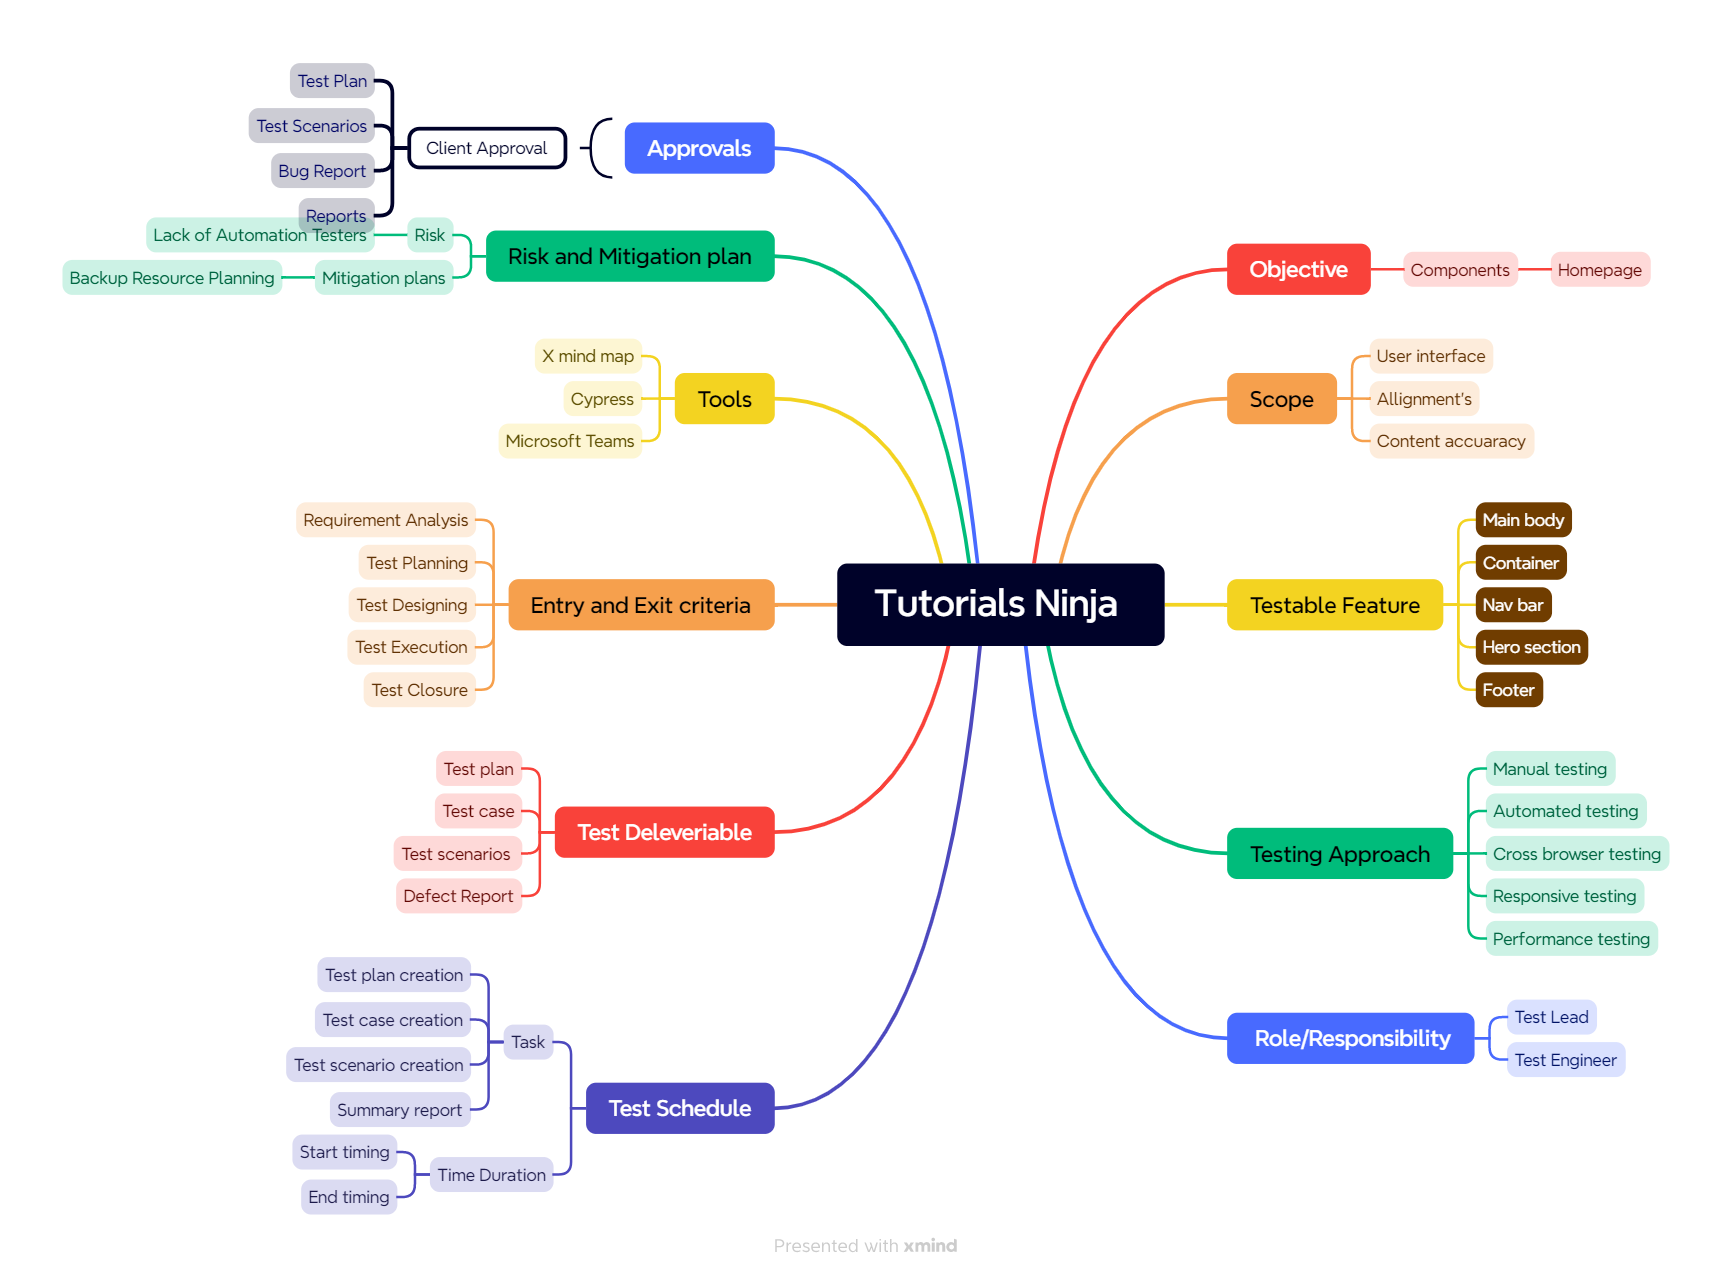 Tutorials Ninja
Objective
Components
Homepage
Scope
User interface
Allignment's
Content accuaracy
Testable Feature
Main body
Container
Nav bar
Hero section
Footer
Testing Approach
Manual testing
Automated testing
Cross browser testing
Responsive testing
Performance testing
Role/Responsibility
Test Lead
Test Engineer
Approvals
Client Approval
Test Plan
Test Scenarios
Bug Report
Reports
Risk and Mitigation plan
Risk
Lack of Automation Testers
Mitigation plans
Backup Resource Planning
Tools
X mind map
Cypress
Microsoft Teams
Entry and Exit criteria
Requirement Analysis
Test Planning
Test Designing
Test Execution
Test Closure
Test Deleveriable
Test plan
Test case
Test scenarios
Defect Report
Test Schedule
Task
Test plan creation
Test case creation
Test scenario creation
Summary report
Time Duration
Start timing
End timing
Presented with xmind